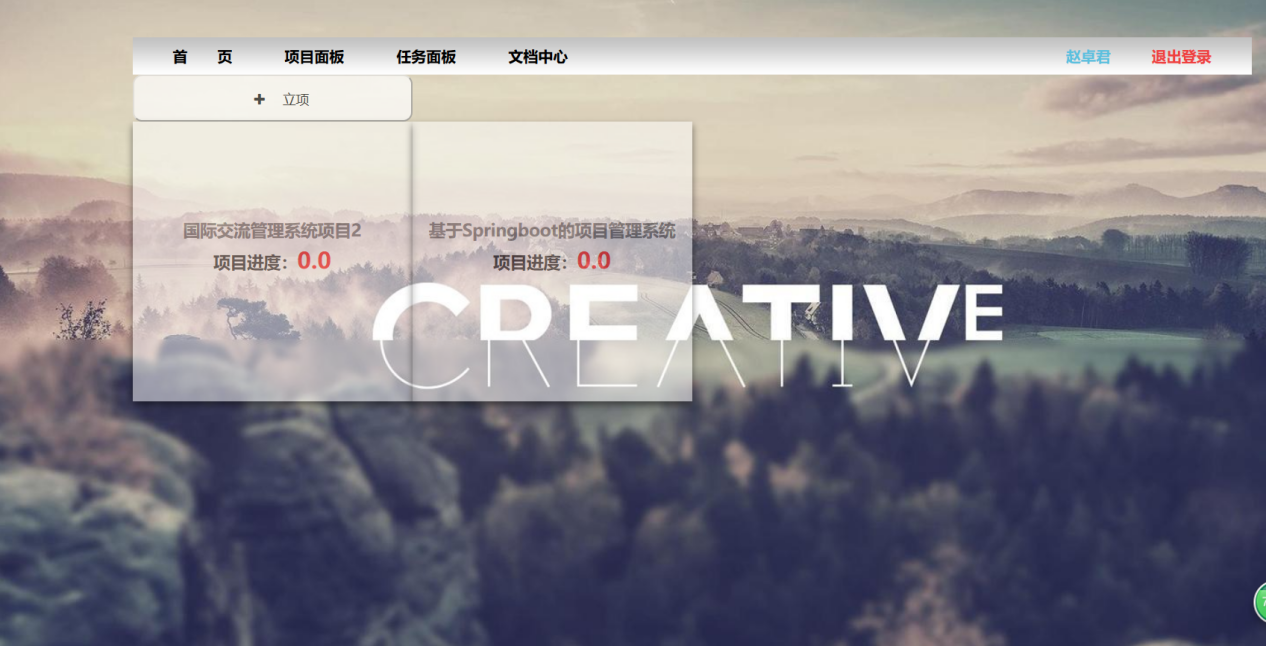 首 页 项目面板 任务面板 文档中心 赵卓君 退出登录
+ 立项
国际交流管理系统项目2 基于Springboot的项目管理系统
项目进度：0.0 项目进度：0.0
CREATIVE